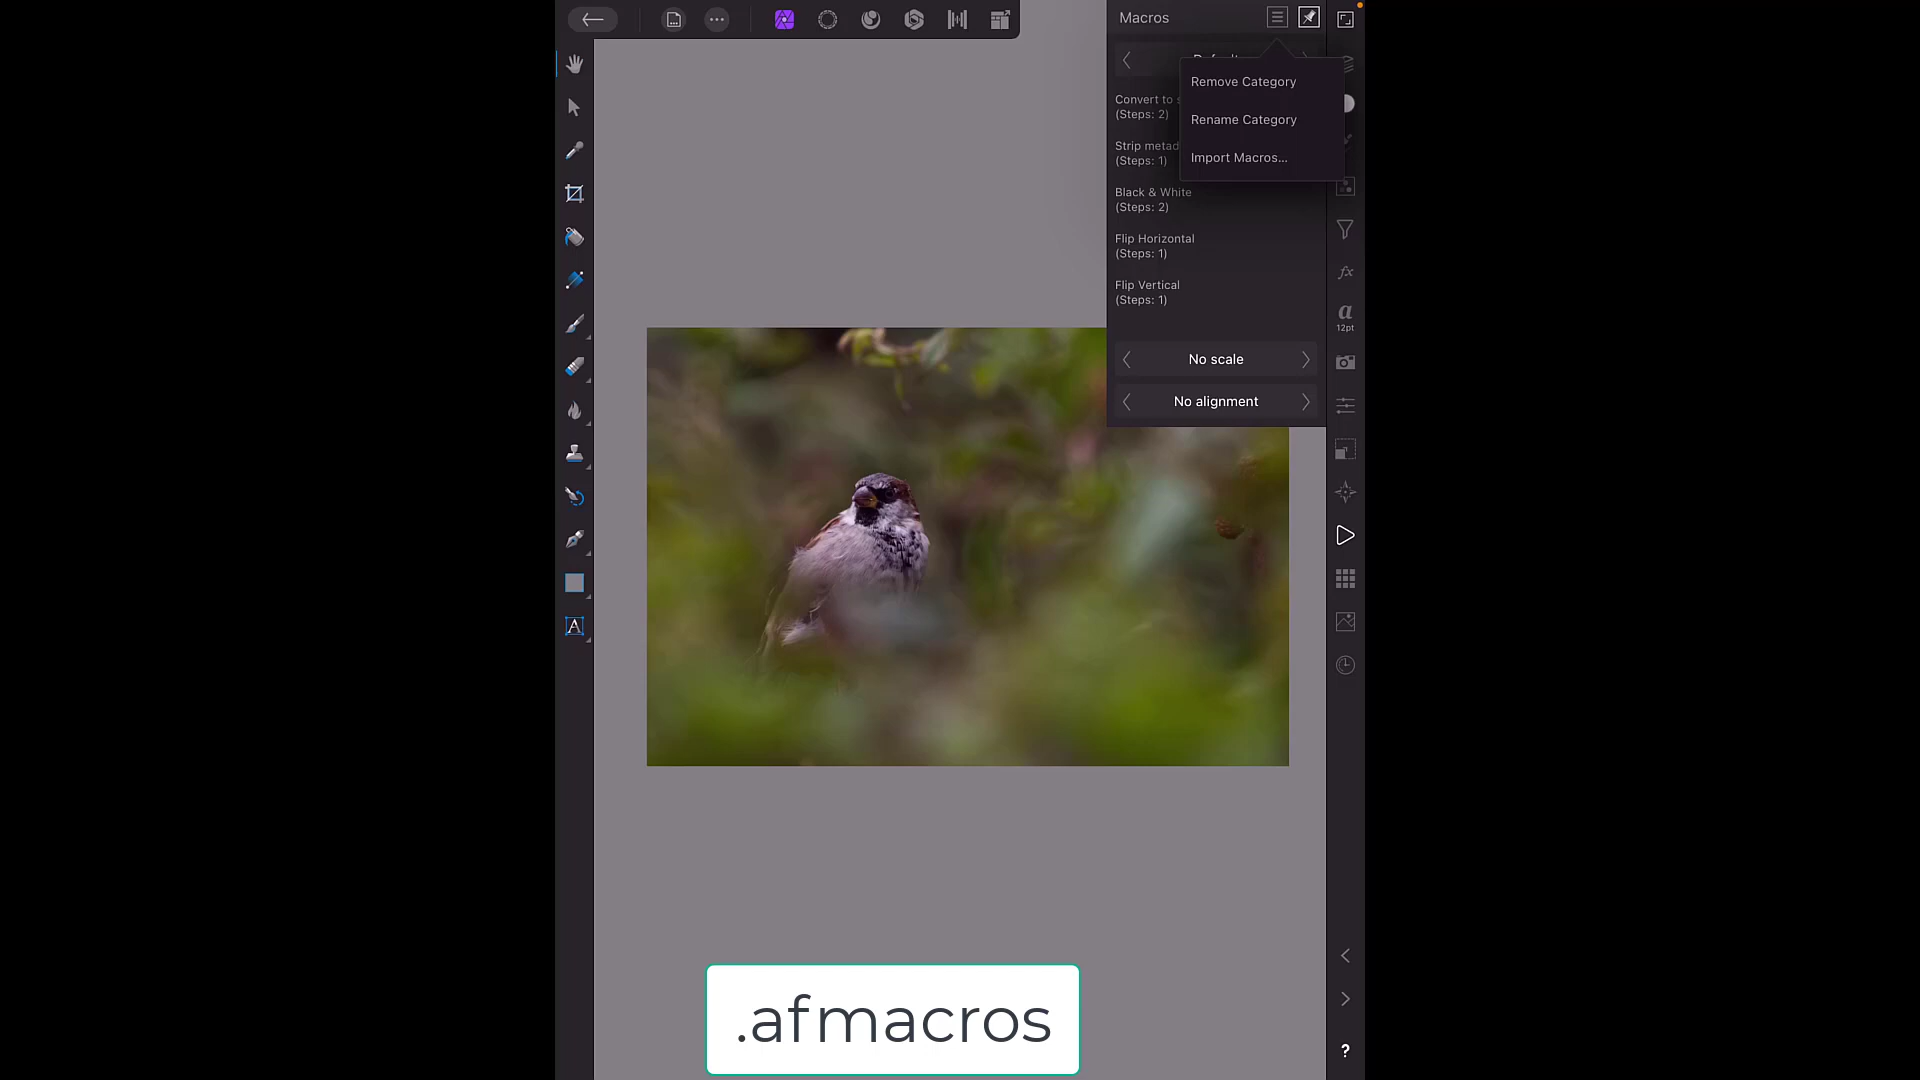 Macros
Remove Category
Rename Category
Import Macros...
Convert to
(Steps: 2)
Strip metad
(Steps: 1)
Black & White
(Steps: 2)
Flip Horizontal
(Steps: 1)
Flip Vertical
(Steps: 1)
No scale
No alignment
a
12pt
fx
A
?
.afmacros